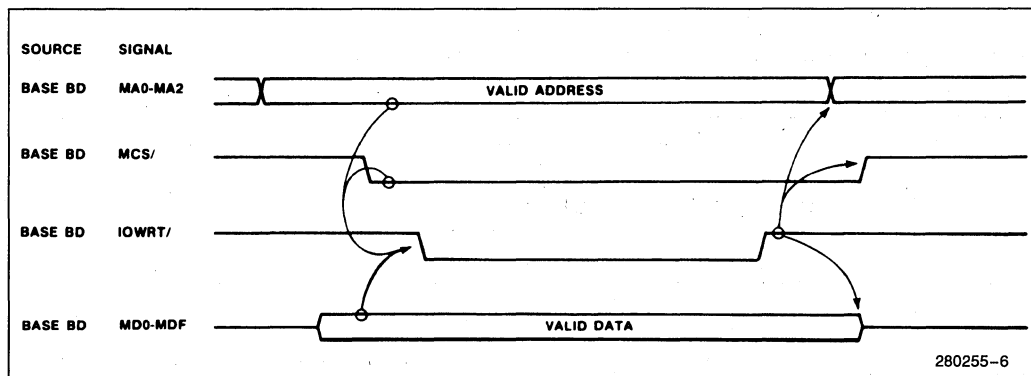 SOURCE SIGNAL
BASE BD MA0-MA2 VALID ADDRESS
BASE BD MCS/
BASE BD IOWRT/
BASE BD MD0-MDF VALID DATA
280255-6